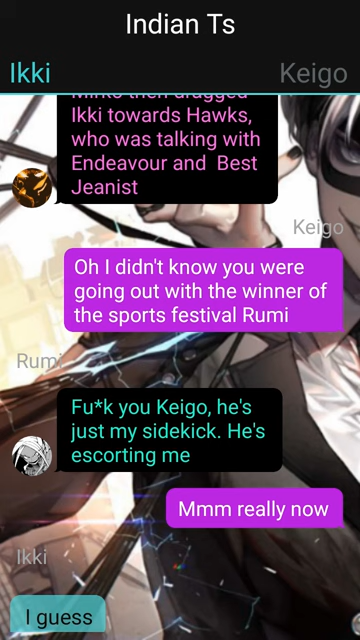 Indian Ts
Ikki
Keigo
Ikki towards Hawks,
who was talking with
Endeavour and Best
Jeanist
Keigo
Oh I didn't know you were
going out with the winner of
the sports festival Rumi
Rumi
Fu*k you Keigo, he's
just my sidekick. He's
escorting me
Mmm really now
Ikki
I guess